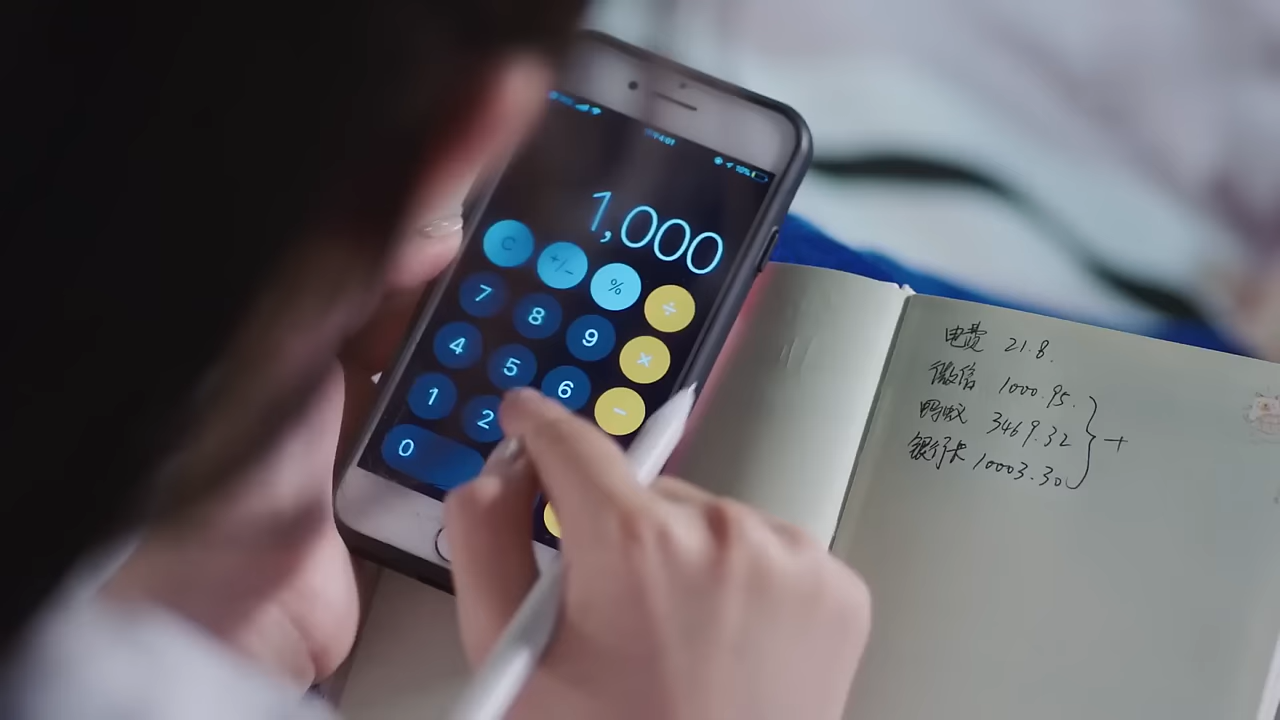 10%
1,000
C +/- % ÷
7 8 9 ×
4 5 6 −
1 2
0
电费 21.8.
微信 1000.95.
蚂蚁 3469.32
银行卡 10003.30
+